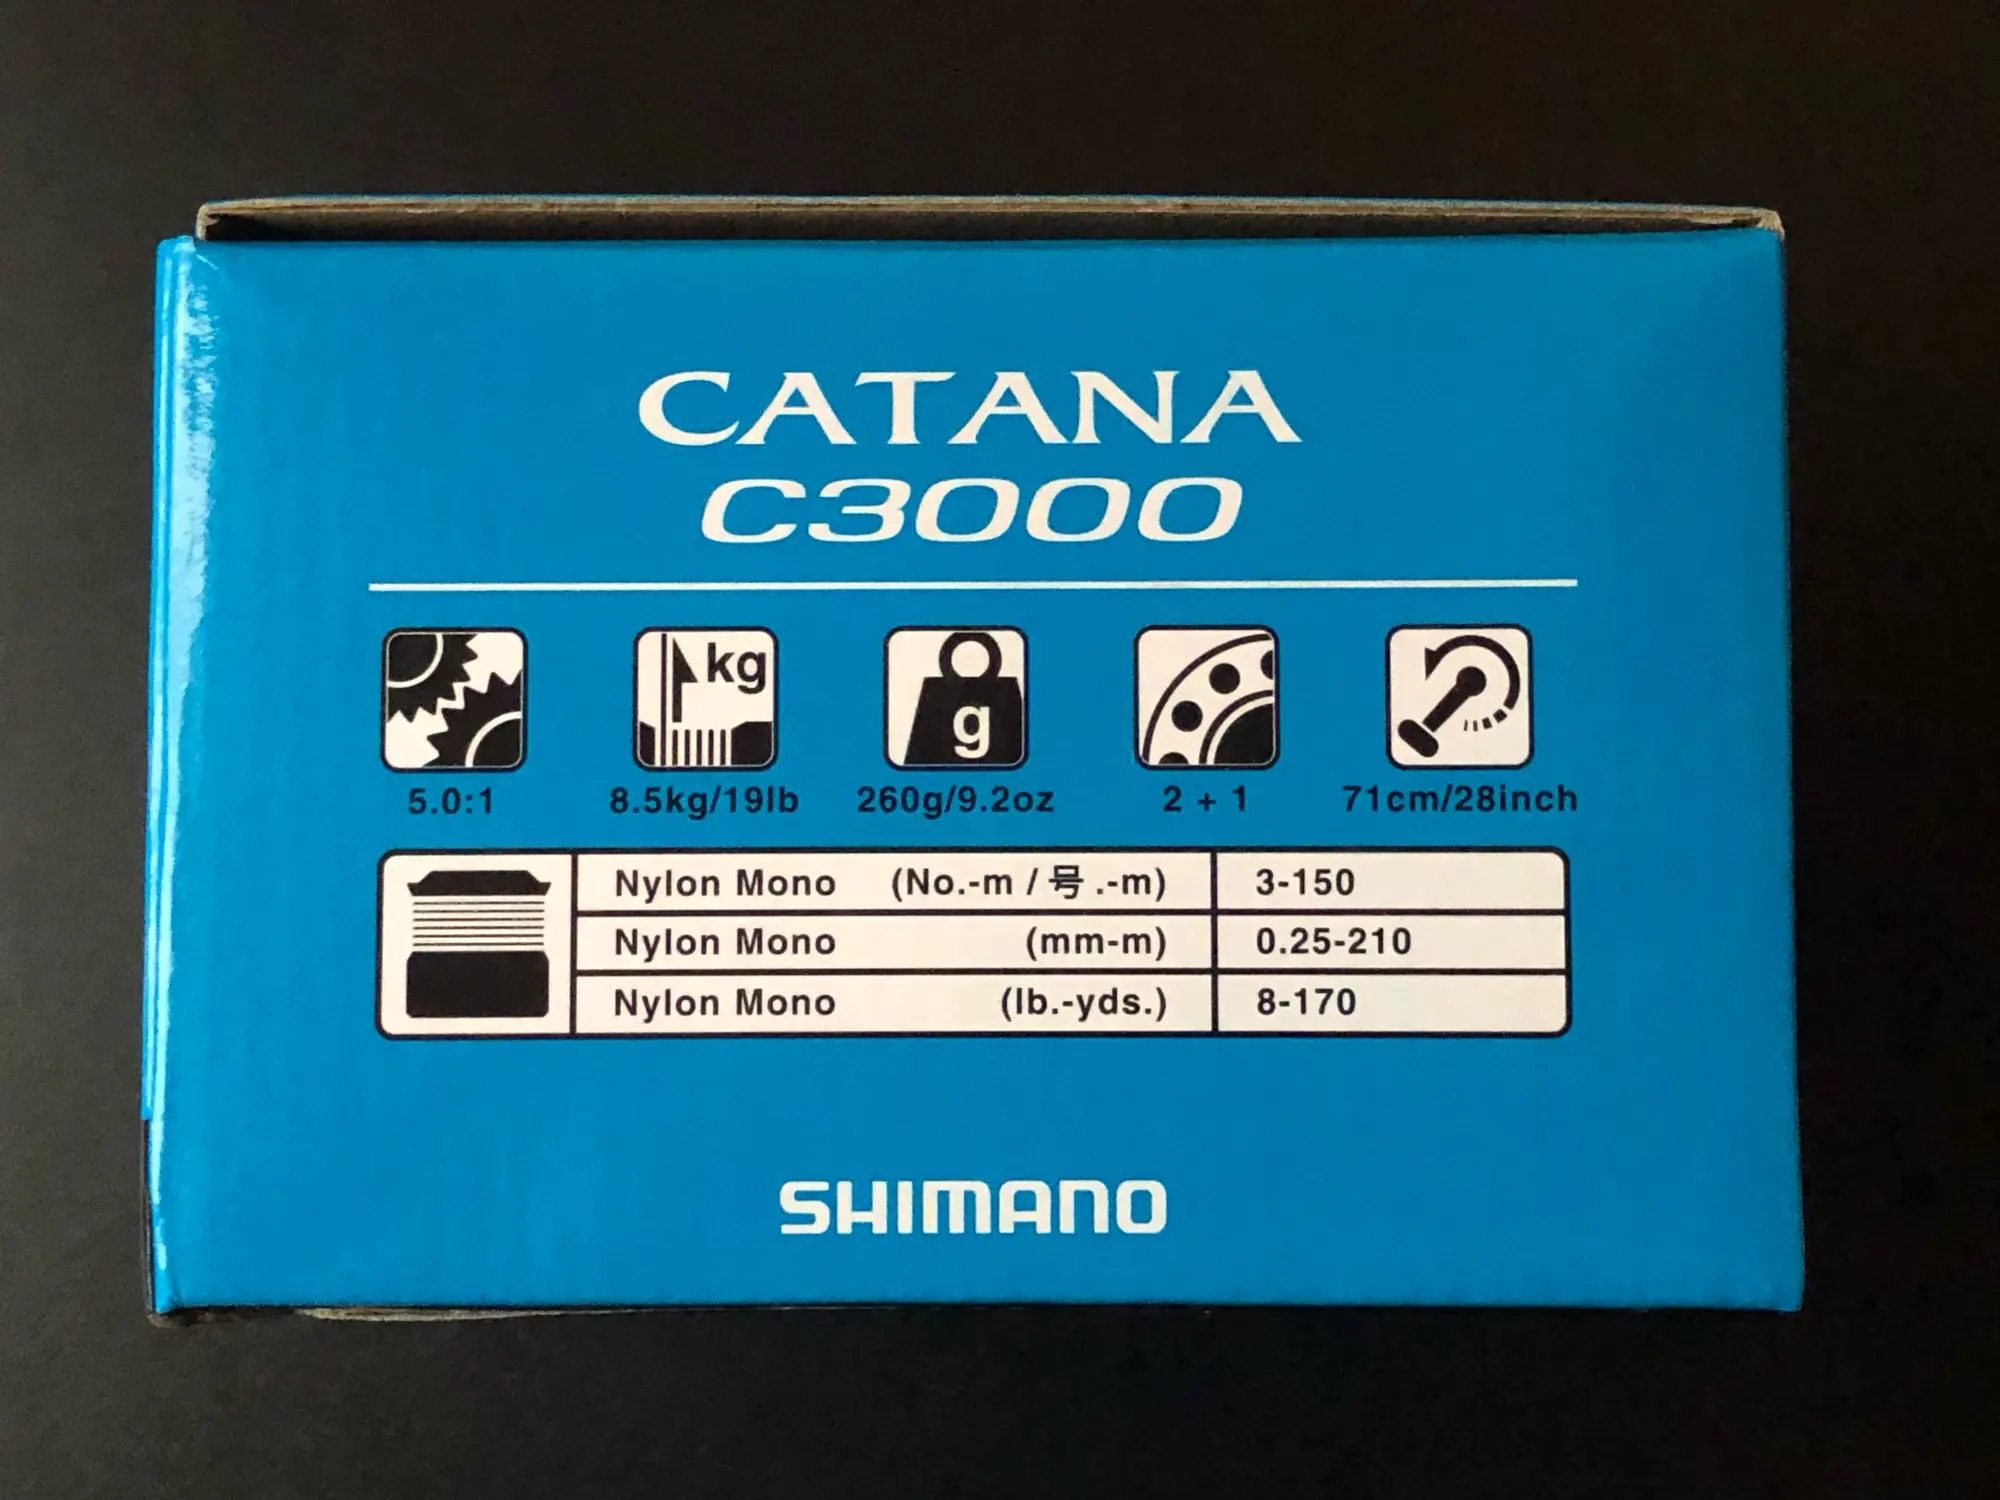 CATANA
C3000
kg
g
5.0:1 8.5kg/19lb 260g/9.2oz 2 + 1 71cm/28inch
Nylon Mono (No.-m / 号 .-m) 3-150
Nylon Mono (mm-m) 0.25-210
Nylon Mono (lb.-yds.) 8-170
SHIMANO